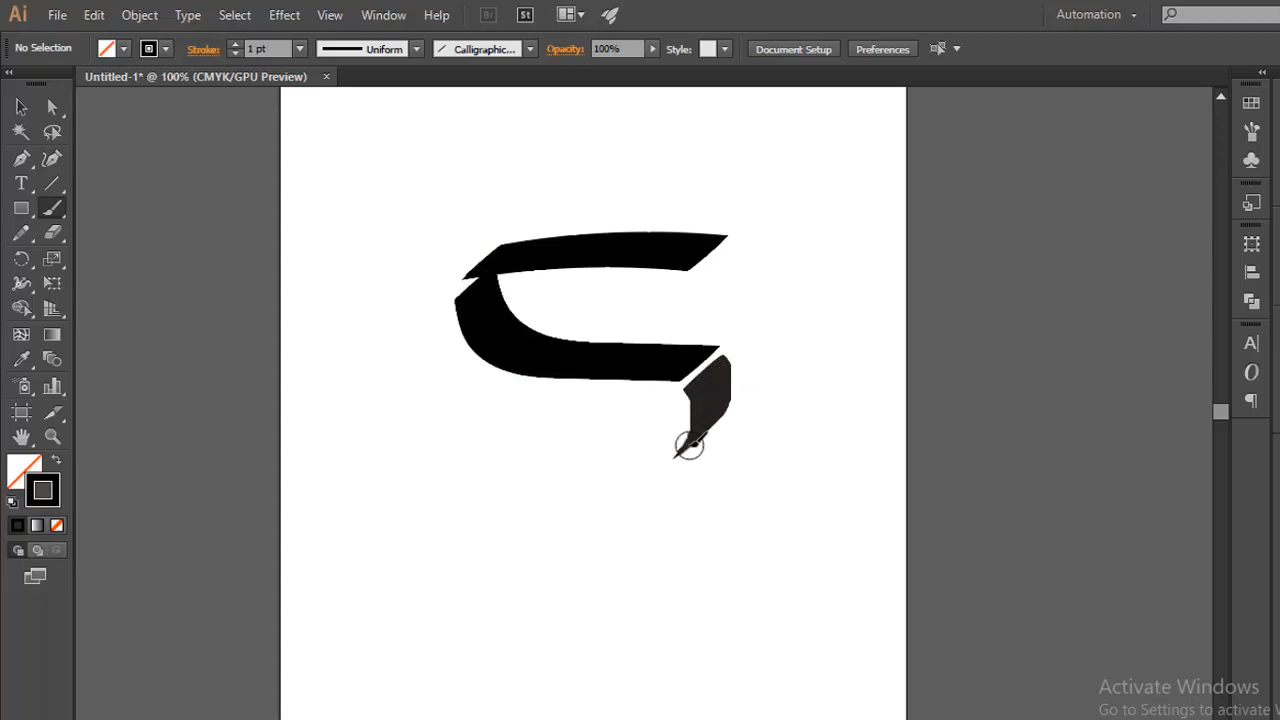 Ai File Edit Object Type Select Effect View Window Help Br St Automation
No Selection Stroke: 1 pt Uniform Calligraphic... Opacity: 100% Style: Document Setup Preferences
Untitled-1* @ 100% (CMYK/GPU Preview) ×
Activate Windows
Go to Settings to activate